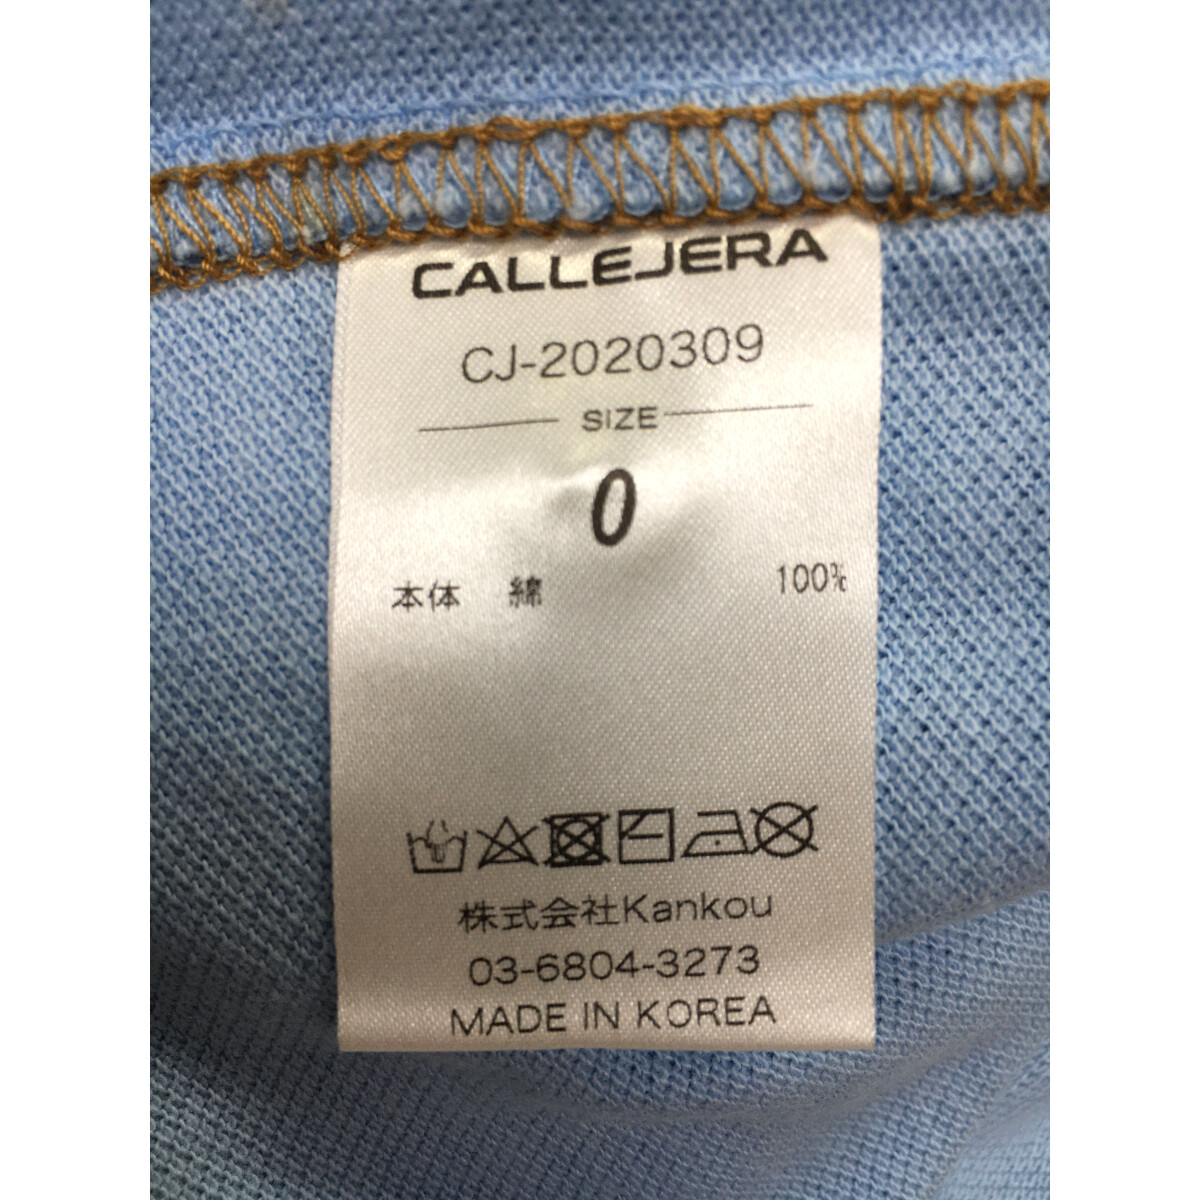 CALLEJERA
CJ-2020309
SIZE
0
本体 綿 100%
株式会社Kankou
03-6804-3273
MADE IN KOREA